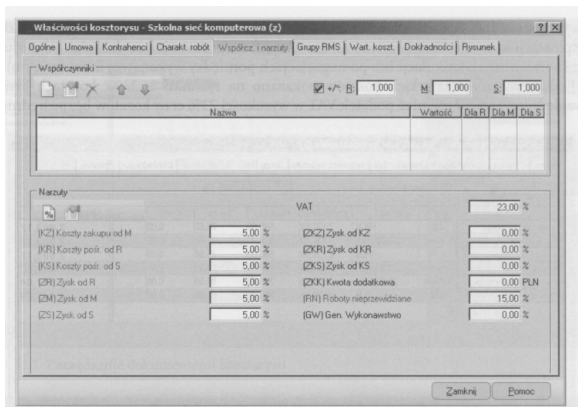 Właściwości kosztorysu - Szkolna sieć komputerowa (z)
Ogólne Umowa Kontrahenci Charakt. robót Współcz. i narzuty Grupy RMS Wart. koszt. Dokładności Rysunek
Współczynniki
+/*: R: 1,000 M: 1,000 S: 1,000
Nazwa Wartość Dla R Dla M Dla S
Narzuty
VAT 23,00 %
(KZ) Koszty zakupu od M 5,00 % (ZKZ) Zysk od KZ 0,00 %
(KR) Koszty pośr. od R 5,00 % (ZKR) Zysk od KR 0,00 %
(KS) Koszty pośr. od S 5,00 % (ZKS) Zysk od KS 0,00 %
(ZR) Zysk od R 5,00 % (ZKK) Kwota dodatkowa 0,00 PLN
(ZM) Zysk od M 5,00 % (RN) Roboty nieprzewidziane 15,00 %
(ZS) Zysk od S 5,00 % (GW) Gen. Wykonawstwo 0,00 %
Zamknij Pomoc